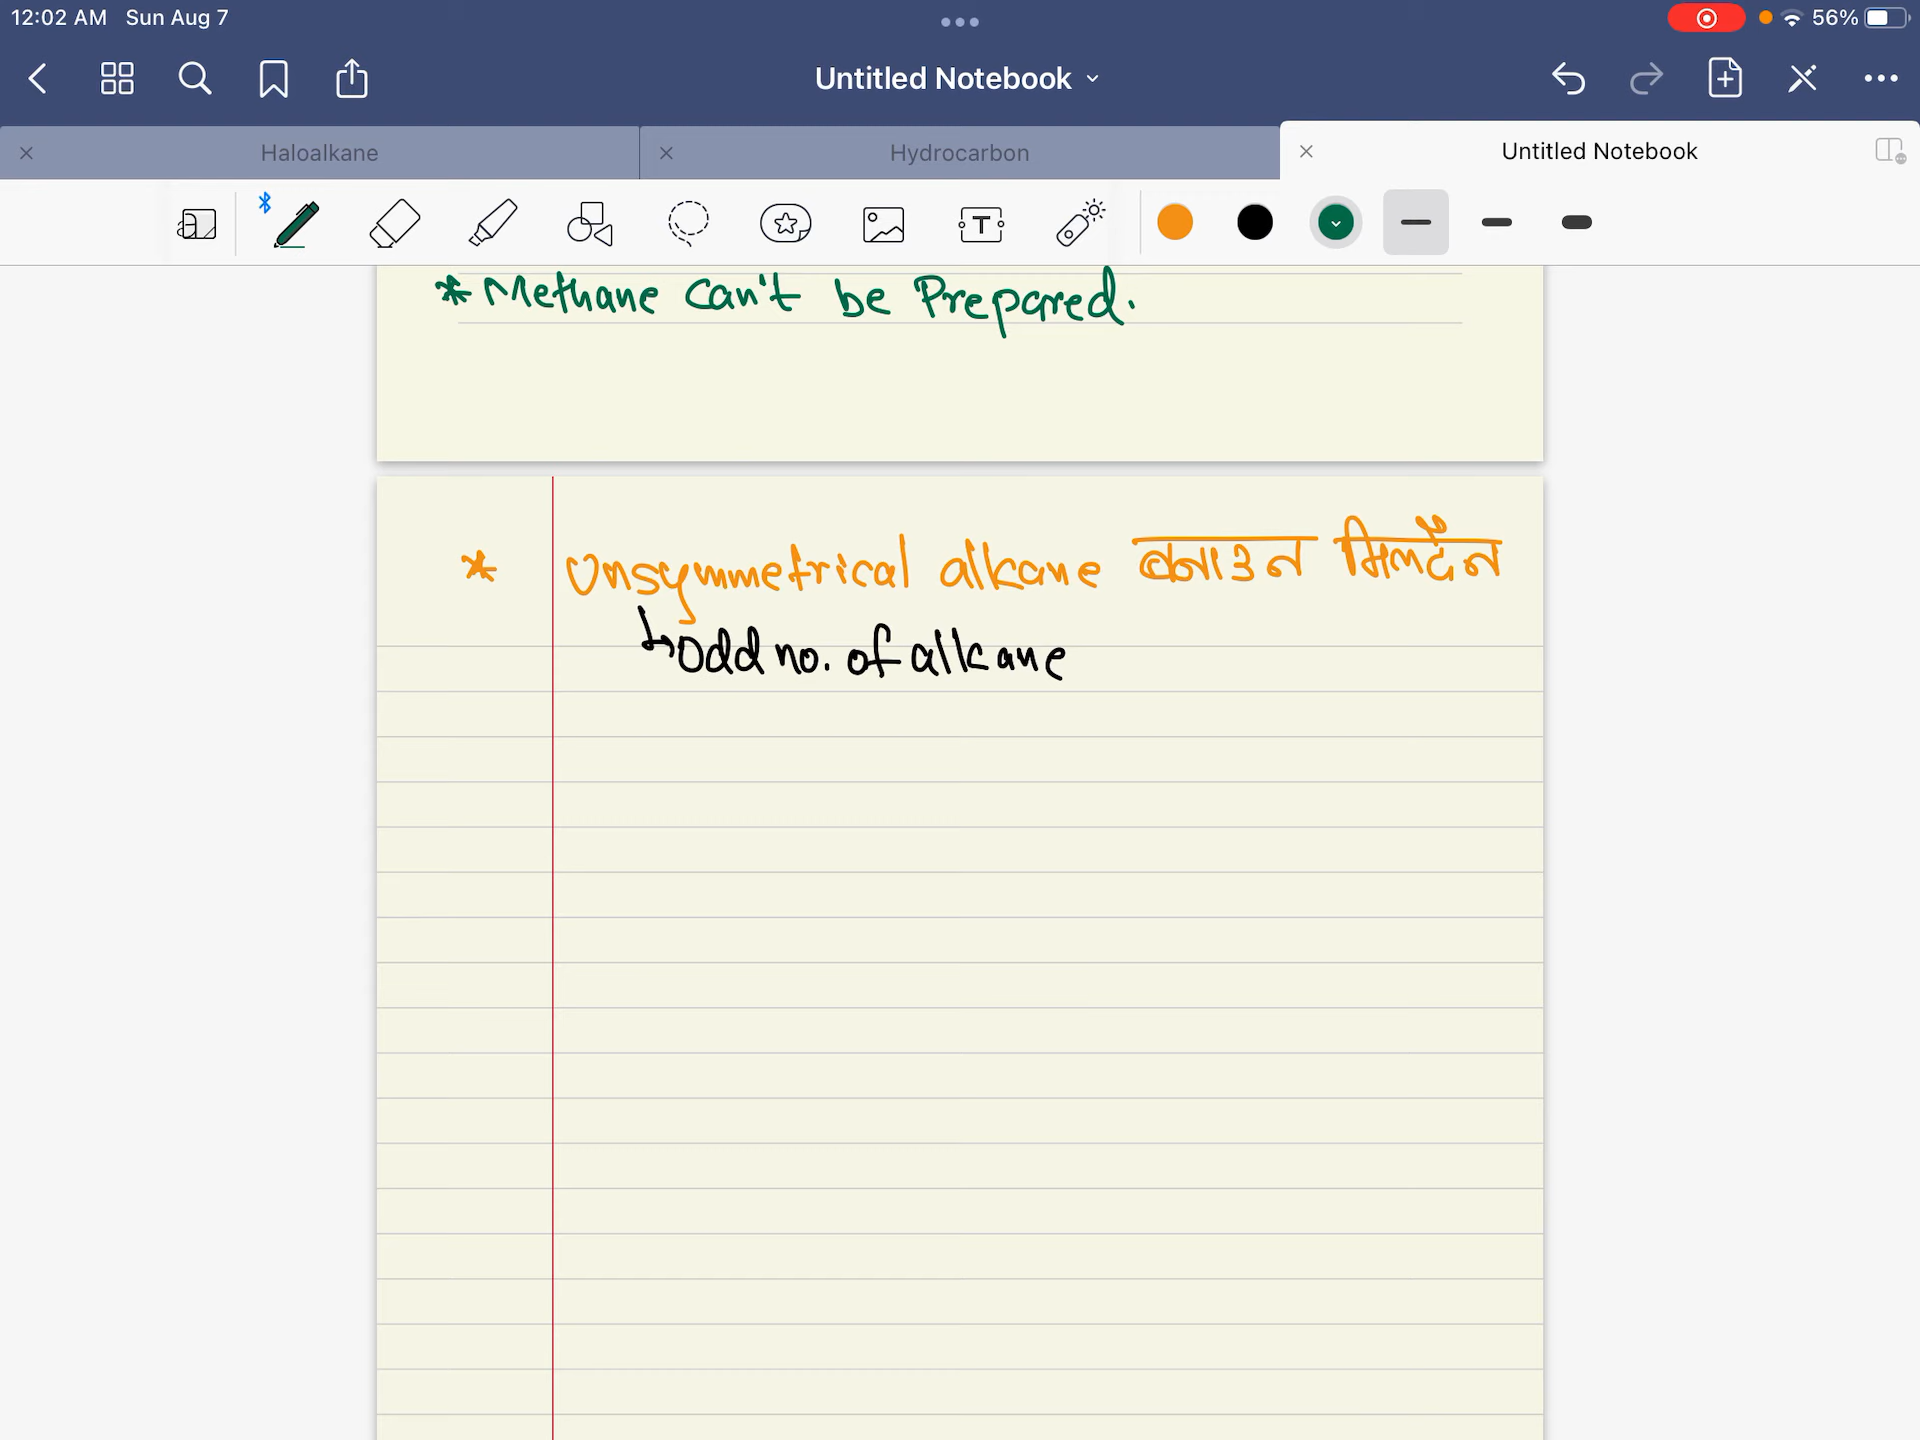 12:02 AM Sun Aug 7
56%
Untitled Notebook
Haloalkane
Hydrocarbon
Untitled Notebook
* Methane Can't be Prepared.
* Unsymmetrical alkane बनाउन मिल्दैन
Odd no. of alkane